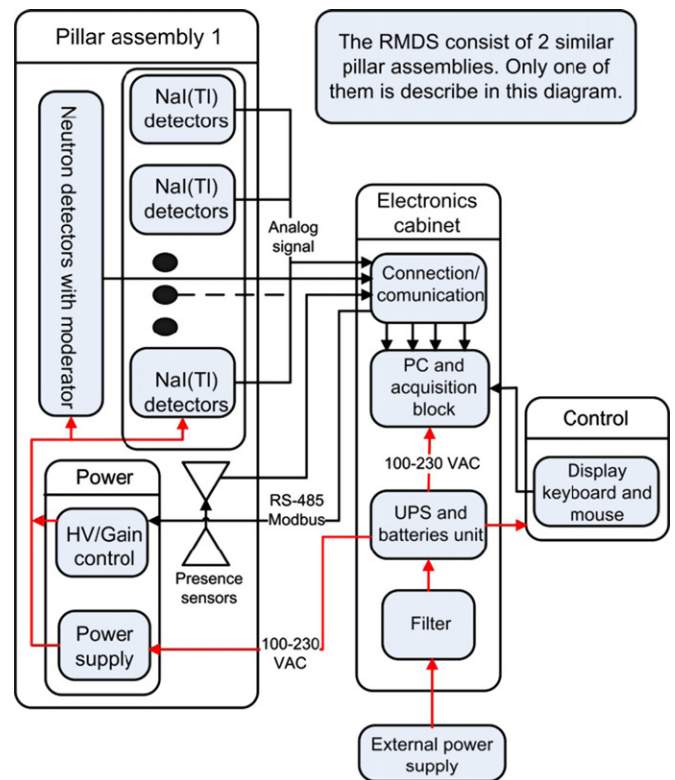 Pillar assembly 1
The RMDS consist of 2 similar
pillar assemblies. Only one of
them is describe in this diagram.
Neutron detectors with moderator
NaI(Tl)
detectors
NaI(Tl)
detectors
NaI(Tl)
detectors
Analog
signal
Electronics
cabinet
Connection/
comunication
PC and
acquisition
block
100-230 VAC
UPS and
batteries unit
Filter
External power
supply
Control
Display
keyboard and
mouse
Power
HV/Gain
control
Power
supply
Presence
sensors
RS-485
Modbus
100-230
VAC